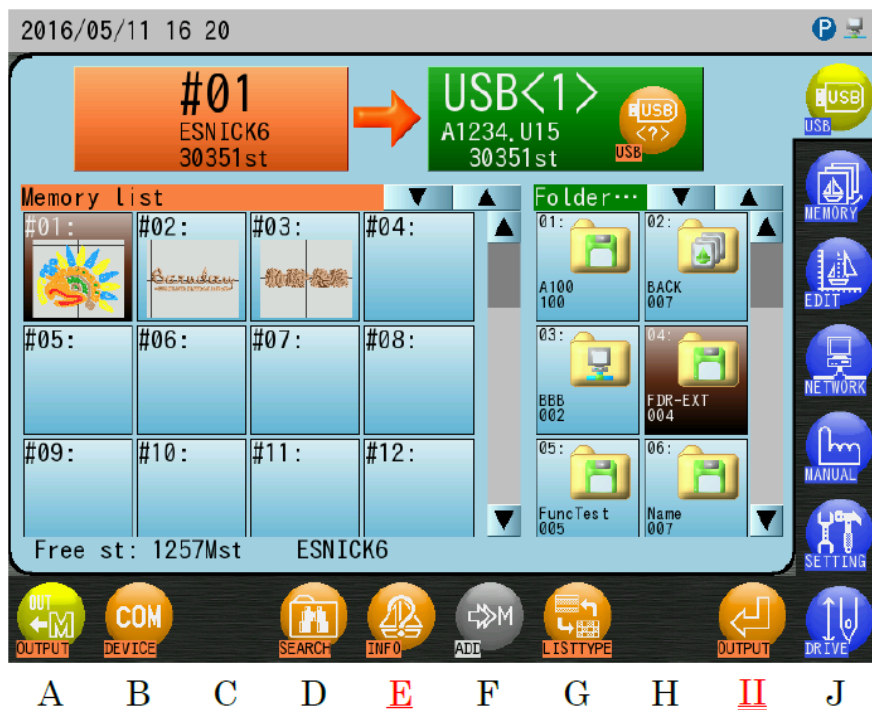 2016/05/11 16 20
P
#01
ESNICK6
30351st
USB<1>
A1234.U15
30351st
USB
<?>
USB
USB
USB
Memory list
Folder…
#01:
#02:
#03:
#04:
Barudan
01:
A100
100
02:
BACK
007
MEMORY
EDIT
#05:
#06:
#07:
#08:
03:
BBB
002
04:
FDR-EXT
004
NETWORK
MANUAL
#09:
#10:
#11:
#12:
05:
FuncTest
005
06:
Name
007
Free st: 1257Mst
ESNICK6
SETTING
OUT
M
OUTPUT
COM
DEVICE
SEARCH
INFO
M
ADD
LISTTYPE
OUTPUT
DRIVE
A B C D E F G H II J